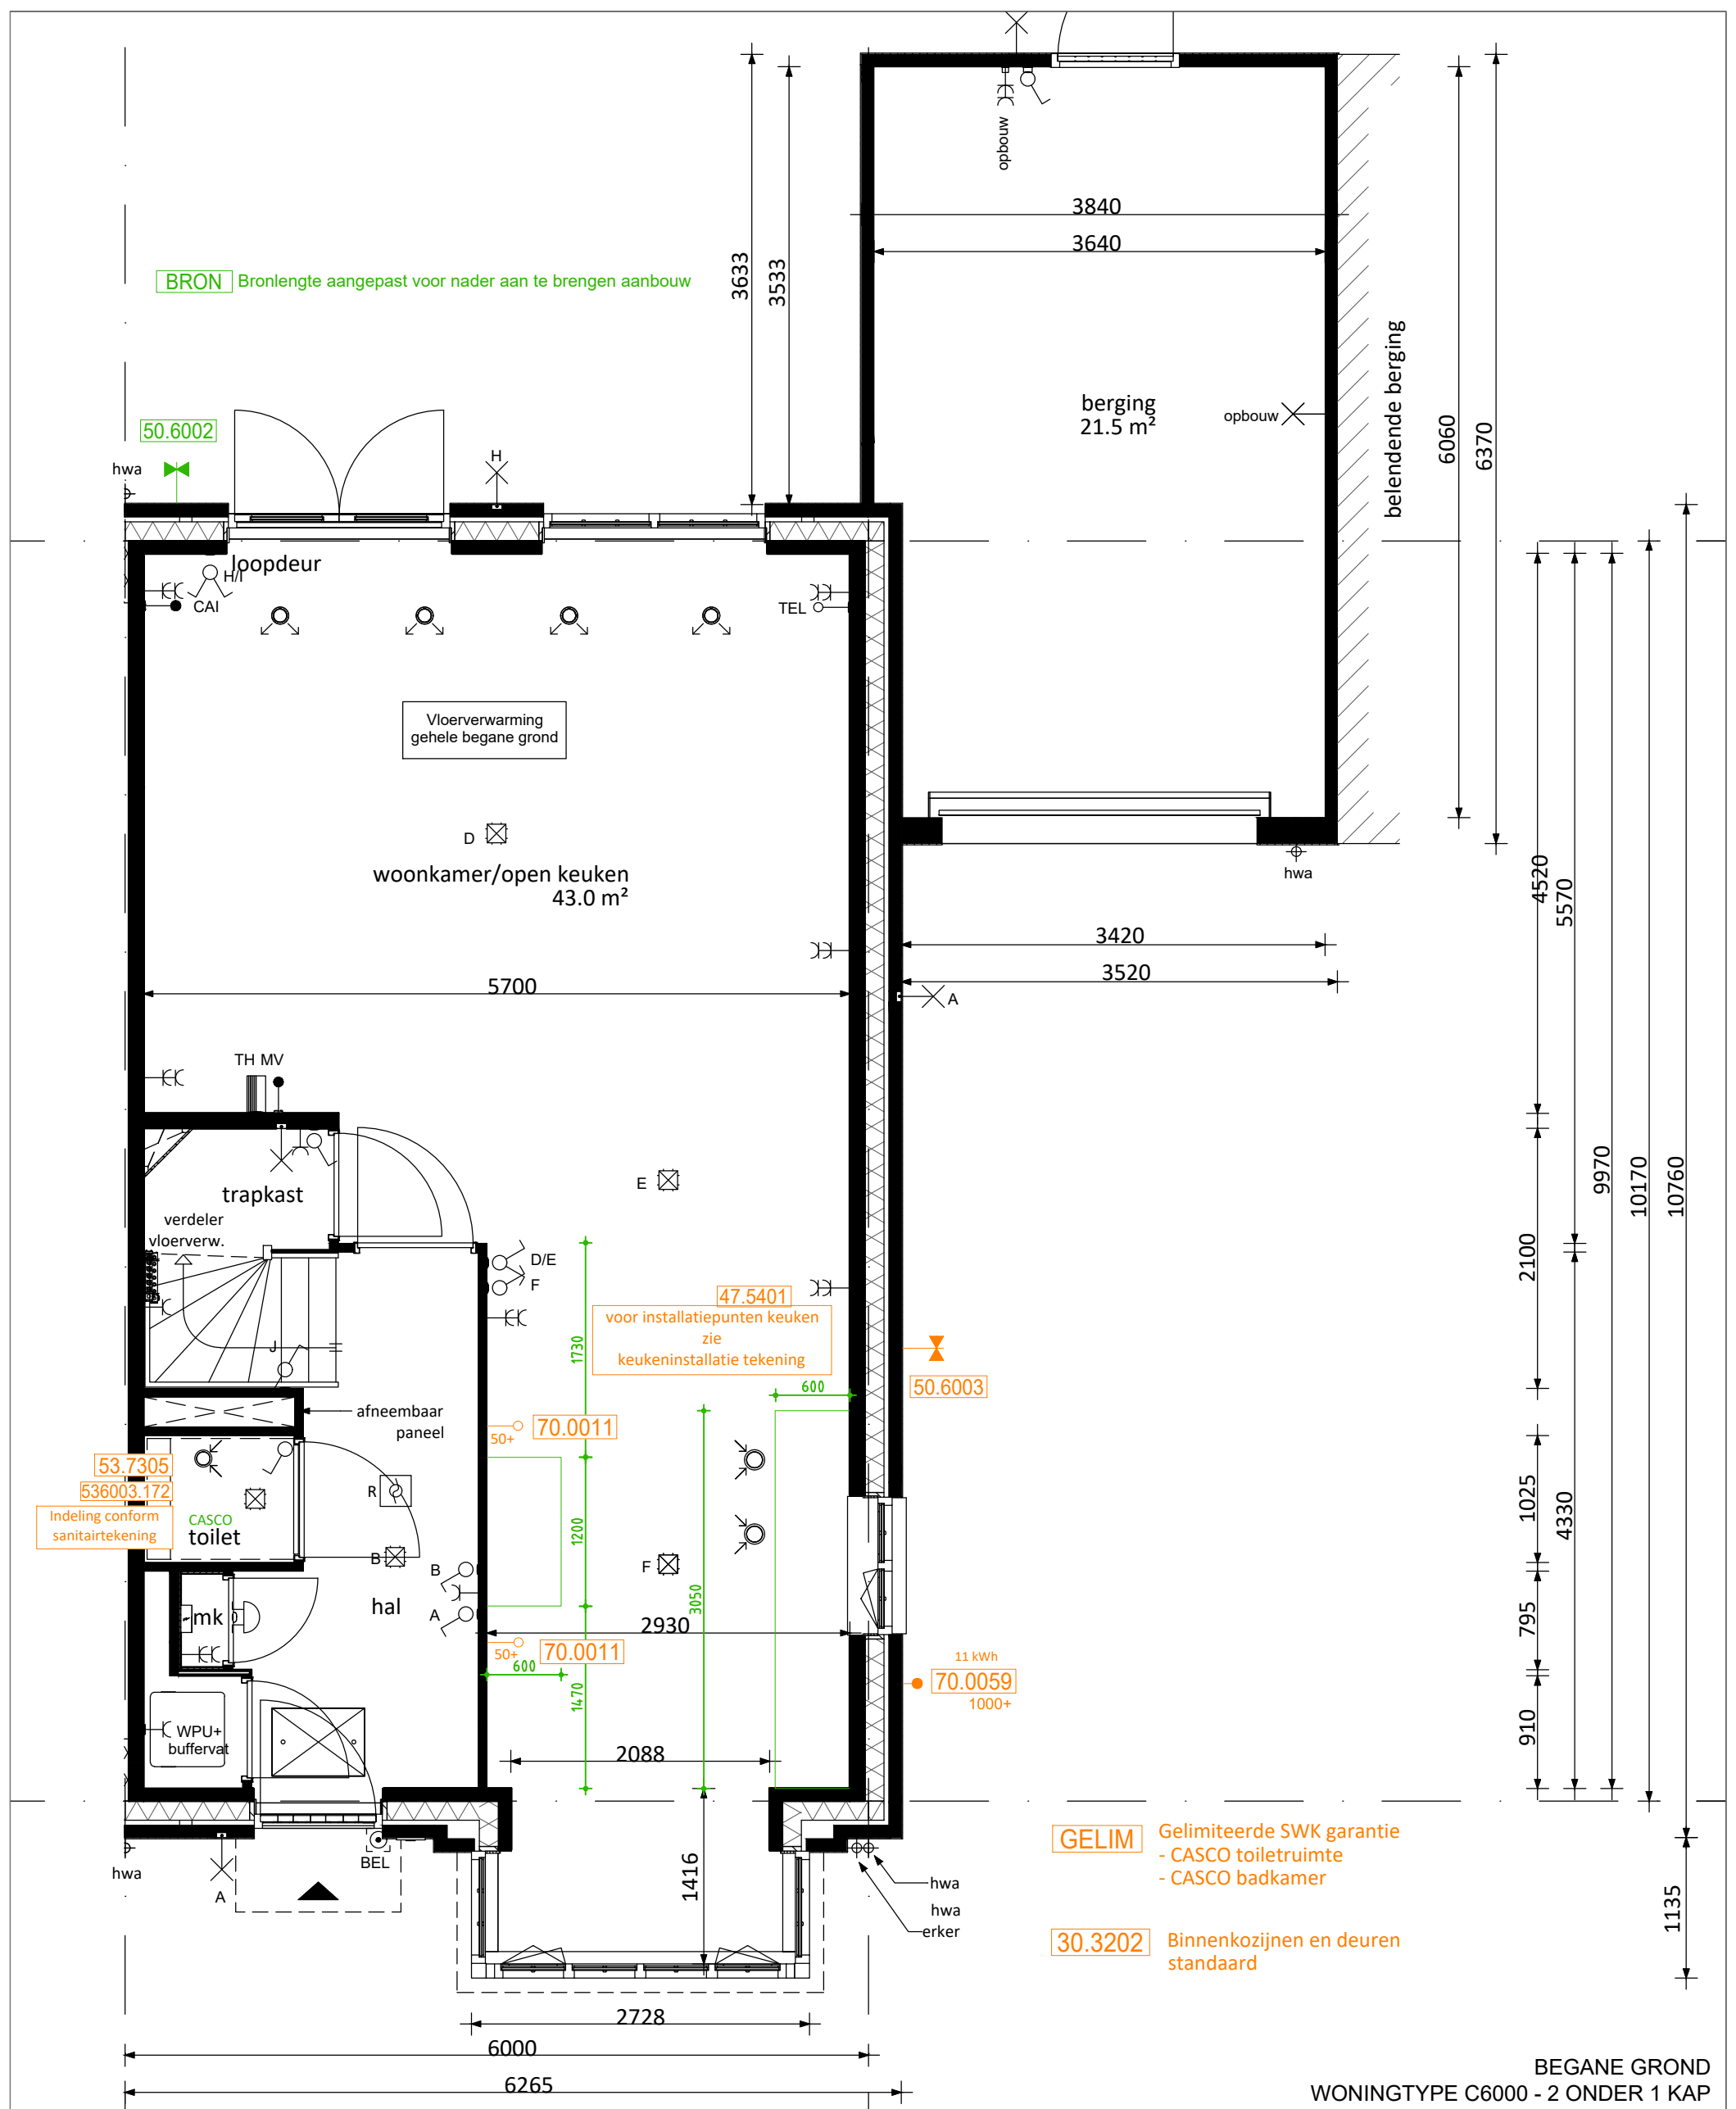 opbouw
3840
3640
3633
3533
BRON Bronlengte aangepast voor nader aan te brengen aanbouw
belendende berging
berging
21.5 m²
opbouw
6060
6370
50.6002
hwa
H
loopdeur
H/I
CAI
TEL
Vloerverwarming
gehele begane grond
D
woonkamer/open keuken
43.0 m²
hwa
4520
5570
3420
3520
5700
A
TH MV
trapkast
E
verdeler
vloerverw.
9970
10170
10760
2100
D/E
F
47.5401
voor installatiepunten keuken
zie
keukeninstallatie tekening
1730
J
600
50.6003
afneembaar
paneel
50+
70.0011
53.7305
536003.172
Indeling conform
sanitairtekening
CASCO
toilet
R
B
1200
3050
F
1025
4330
B
A
hal
mk
2930
795
50+
70.0011
600
1470
11 kWh
70.0059
1000+
910
WPU+
buffervat
2088
GELIM Gelimiteerde SWK garantie
- CASCO toiletruimte
- CASCO badkamer
hwa
A
BEL
1416
hwa
hwa
erker
1135
30.3202 Binnenkozijnen en deuren
standaard
2728
6000
6265
BEGANE GROND
WONINGTYPE C6000 - 2 ONDER 1 KAP